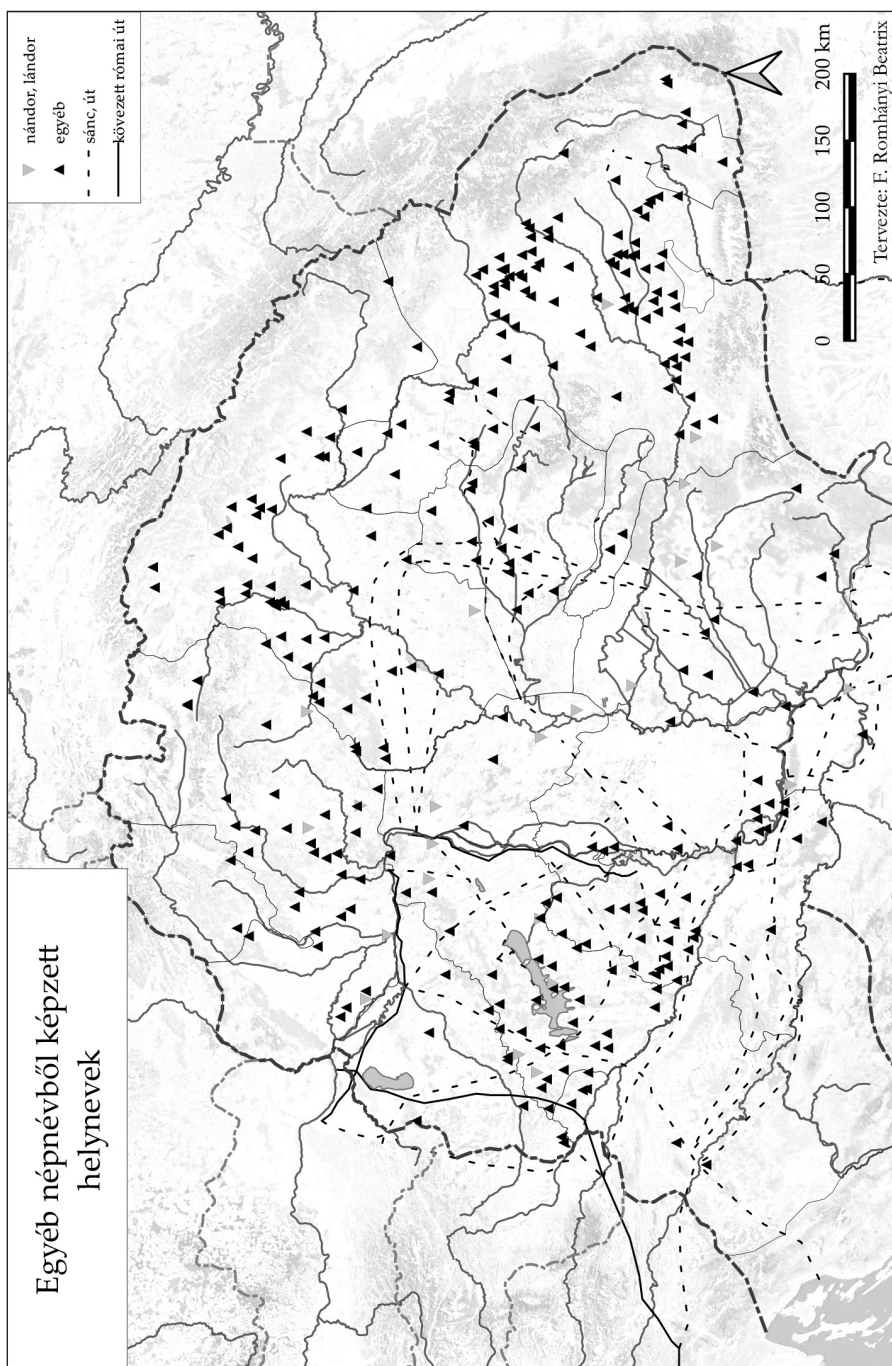 Egyéb népnévből képzett
helynevek
nándor, lándor
egyéb
sánc, út
kövezett római út
0 50 100 150 200 km
Tervezte: F. Romhányi Beatrix